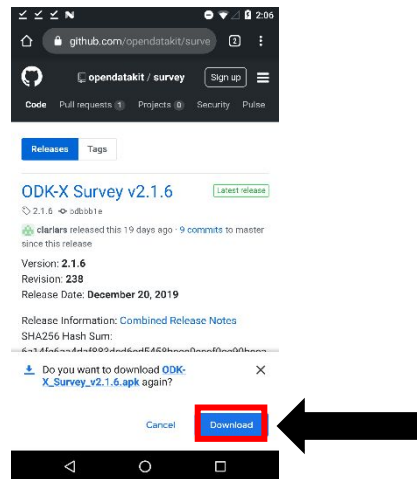 2:06
github.com/opendatakit/surve 2
opendatakit / survey Sign up
Code Pull requests 1 Projects 0 Security Pulse
Releases Tags
ODK-X Survey v2.1.6 Latest release
2.1.6 bdbbb1e
clarlars released this 19 days ago · 9 commits to master
since this release
Version: 2.1.6
Revision: 238
Release Date: December 20, 2019
Release Information: Combined Release Notes
SHA256 Hash Sum:
Do you want to download ODK-
X_Survey_v2.1.6.apk again?
Cancel Download